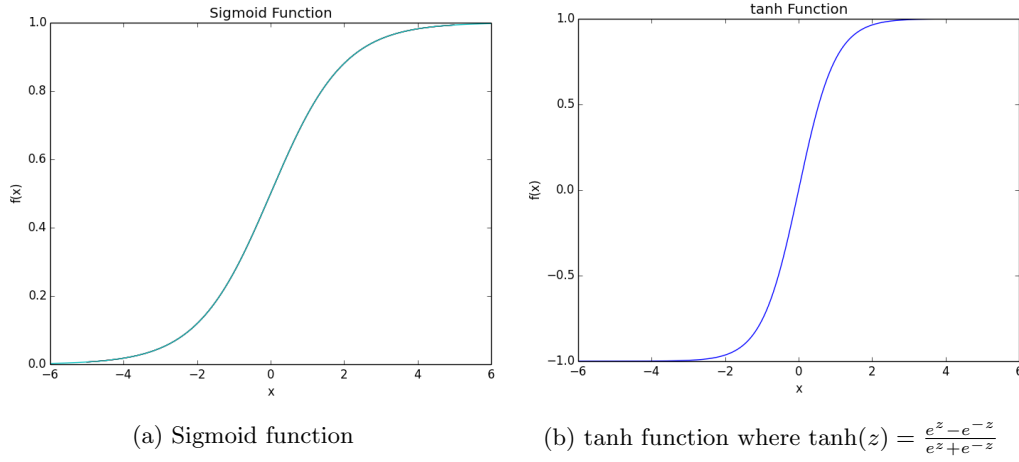 Sigmoid Function
1.0
0.8
0.6
0.4
0.2
0.0
f(x)
−6 −4 −2 0 2 4 6
x
(a) Sigmoid function
tanh Function
1.0
0.5
0.0
−0.5
−1.0
f(x)
−6 −4 −2 0 2 4 6
x
(b) tanh function where tanh(z) = \frac{e^z−e^{−z}}{e^z+e^{−z}}